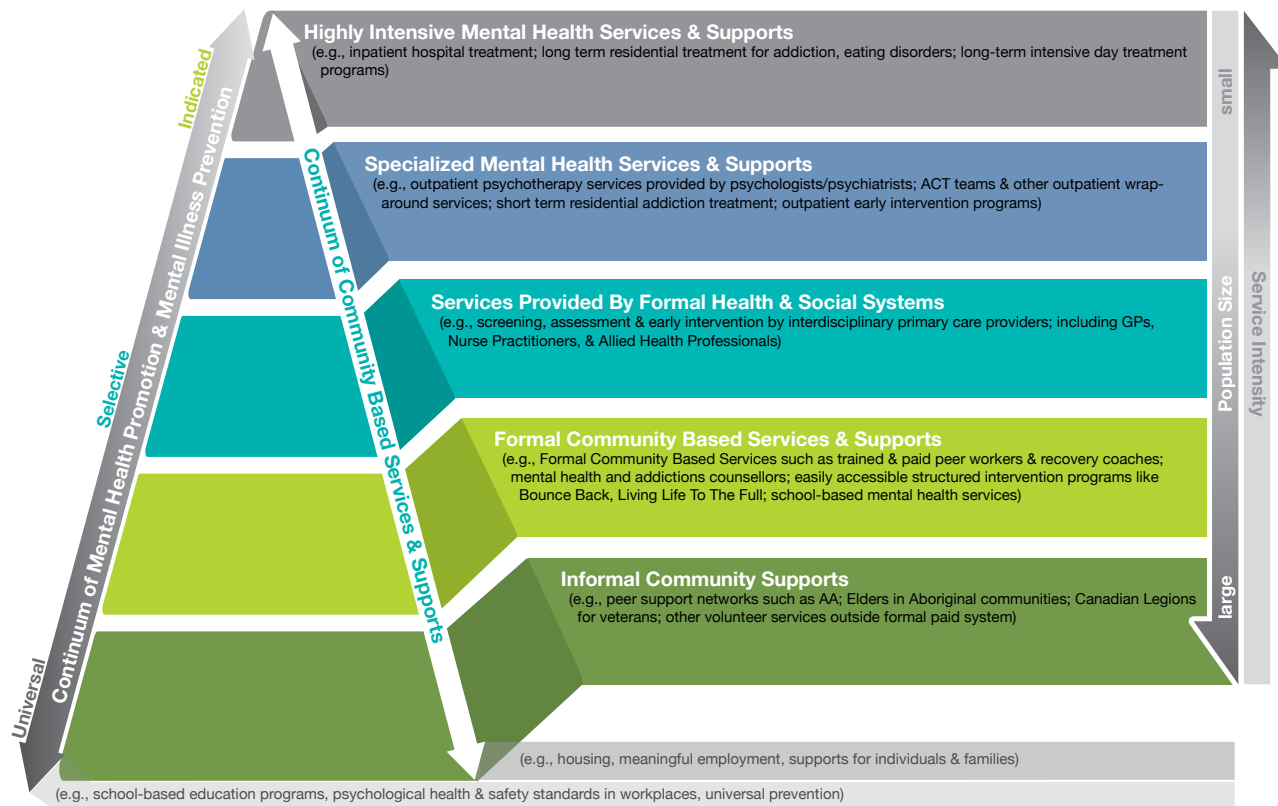 Highly Intensive Mental Health Services & Supports
(e.g., inpatient hospital treatment; long term residential treatment for addiction, eating disorders; long-term intensive day treatment
programs)
Specialized Mental Health Services & Supports
(e.g., outpatient psychotherapy services provided by psychologists/psychiatrists; ACT teams & other outpatient wrap-
around services; short term residential addiction treatment; outpatient early intervention programs)
Services Provided By Formal Health & Social Systems
(e.g., screening, assessment & early intervention by interdisciplinary primary care providers; including GPs,
Nurse Practitioners, & Allied Health Professionals)
Formal Community Based Services & Supports
(e.g., Formal Community Based Services such as trained & paid peer workers & recovery coaches;
mental health and addictions counsellors; easily accessible structured intervention programs like
Bounce Back, Living Life To The Full; school-based mental health services)
Informal Community Supports
(e.g., peer support networks such as AA; Elders in Aboriginal communities; Canadian Legions
for veterans; other volunteer services outside formal paid system)
(e.g., housing, meaningful employment, supports for individuals & families)
(e.g., school-based education programs, psychological health & safety standards in workplaces, universal prevention)
Indicated
Selective
Universal
Continuum of Mental Health Promotion & Mental Illness Prevention
Continuum of Community Based Services & Supports
small
Population Size
large
Service Intensity